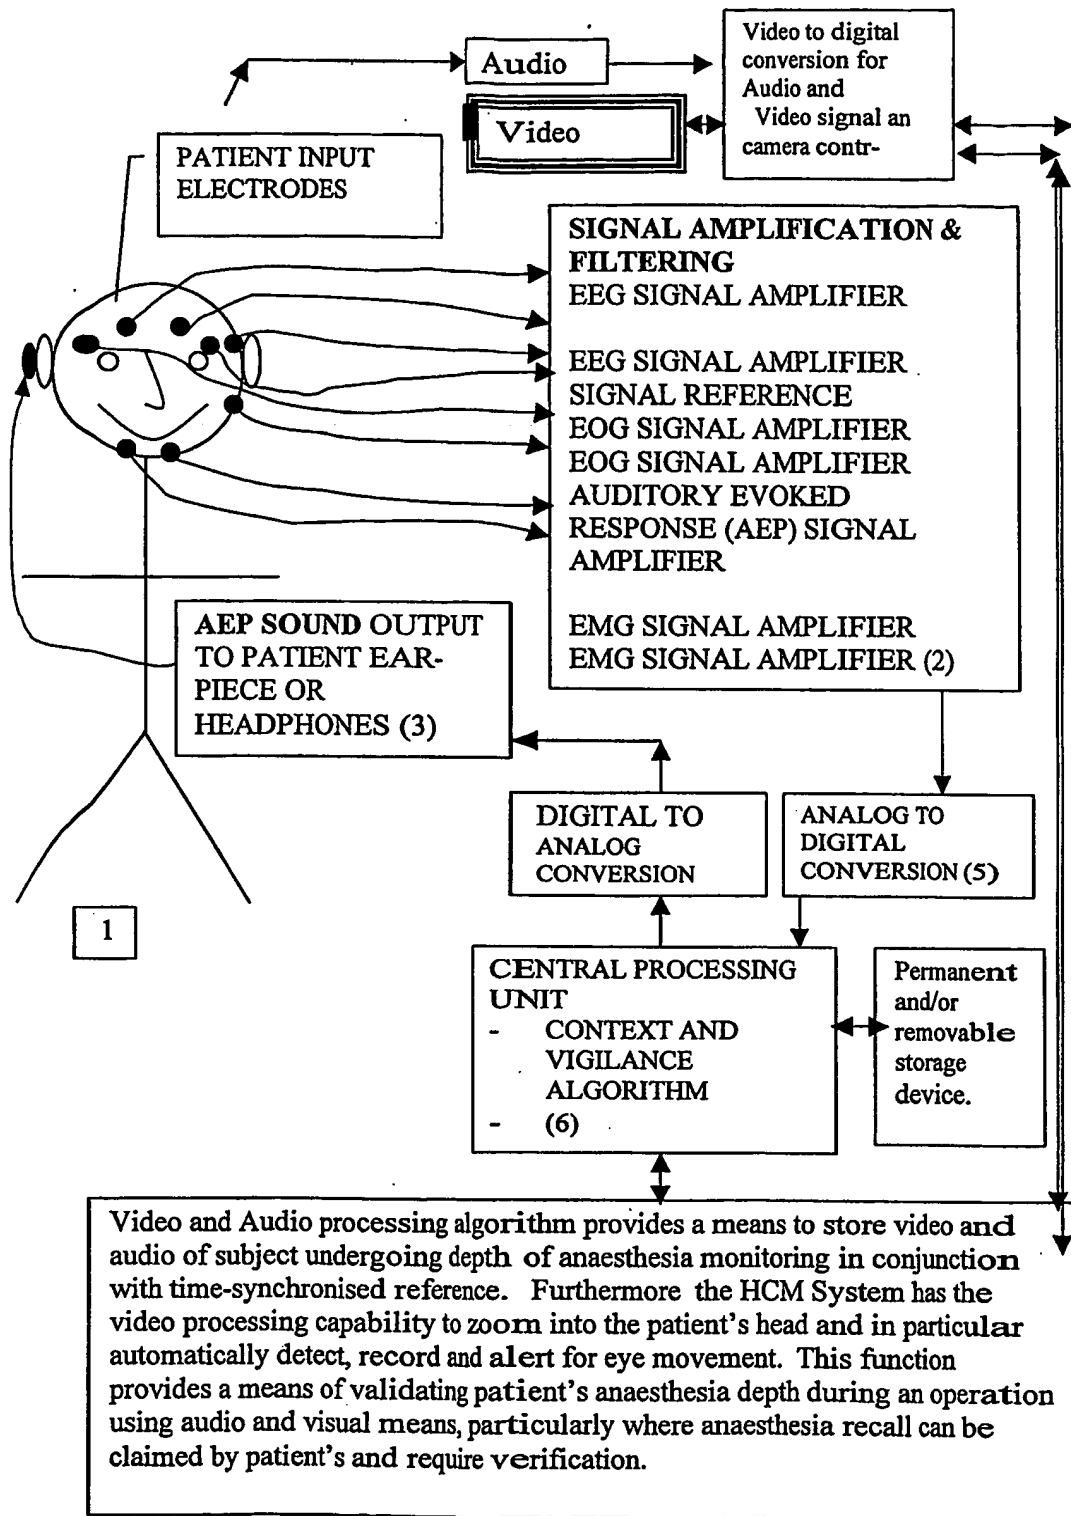 Audio
Video
Video to digital
conversion for
Audio and
Video signal an
camera contr-
PATIENT INPUT
ELECTRODES
SIGNAL AMPLIFICATION &
FILTERING
EEG SIGNAL AMPLIFIER
EEG SIGNAL AMPLIFIER
SIGNAL REFERENCE
EOG SIGNAL AMPLIFIER
EOG SIGNAL AMPLIFIER
AUDITORY EVOKED
RESPONSE (AEP) SIGNAL
AMPLIFIER
EMG SIGNAL AMPLIFIER
EMG SIGNAL AMPLIFIER (2)
AEP SOUND OUTPUT
TO PATIENT EAR-
PIECE OR
HEADPHONES (3)
DIGITAL TO
ANALOG
CONVERSION
ANALOG TO
DIGITAL
CONVERSION (5)
1
CENTRAL PROCESSING
UNIT
- CONTEXT AND
VIGILANCE
ALGORITHM
- (6)
Permanent
and/or
removable
storage
device.
Video and Audio processing algorithm provides a means to store video and
audio of subject undergoing depth of anaesthesia monitoring in conjunction
with time-synchronised reference. Furthermore the HCM System has the
video processing capability to zoom into the patient's head and in particular
automatically detect, record and alert for eye movement. This function
provides a means of validating patient's anaesthesia depth during an operation
using audio and visual means, particularly where anaesthesia recall can be
claimed by patient's and require verification.